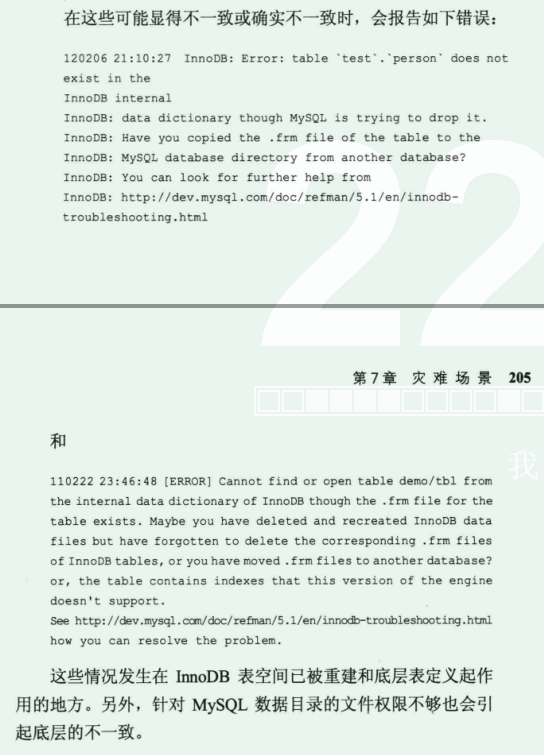 在这些可能显得不一致或确实不一致时，会报告如下错误：
120206 21:10:27 InnoDB: Error: table `test`.`person` does not
exist in the
InnoDB internal
InnoDB: data dictionary though MySQL is trying to drop it.
InnoDB: Have you copied the .frm file of the table to the
InnoDB: MySQL database directory from another database?
InnoDB: You can look for further help from
InnoDB: http://dev.mysql.com/doc/refman/5.1/en/innodb-
troubleshooting.html
22
第7章 灾难场景 205
和
我
110222 23:46:48 [ERROR] Cannot find or open table demo/tbl from
the internal data dictionary of InnoDB though the .frm file for the
table exists. Maybe you have deleted and recreated InnoDB data
files but have forgotten to delete the corresponding .frm files
of InnoDB tables, or you have moved .frm files to another database?
or, the table contains indexes that this version of the engine
doesn't support.
See http://dev.mysql.com/doc/refman/5.1/en/innodb-troubleshooting.html
how you can resolve the problem.
这些情况发生在 InnoDB 表空间已被重建和底层表定义起作
用的地方。另外，针对 MySQL 数据目录的文件权限不够也会引
起底层的不一致。